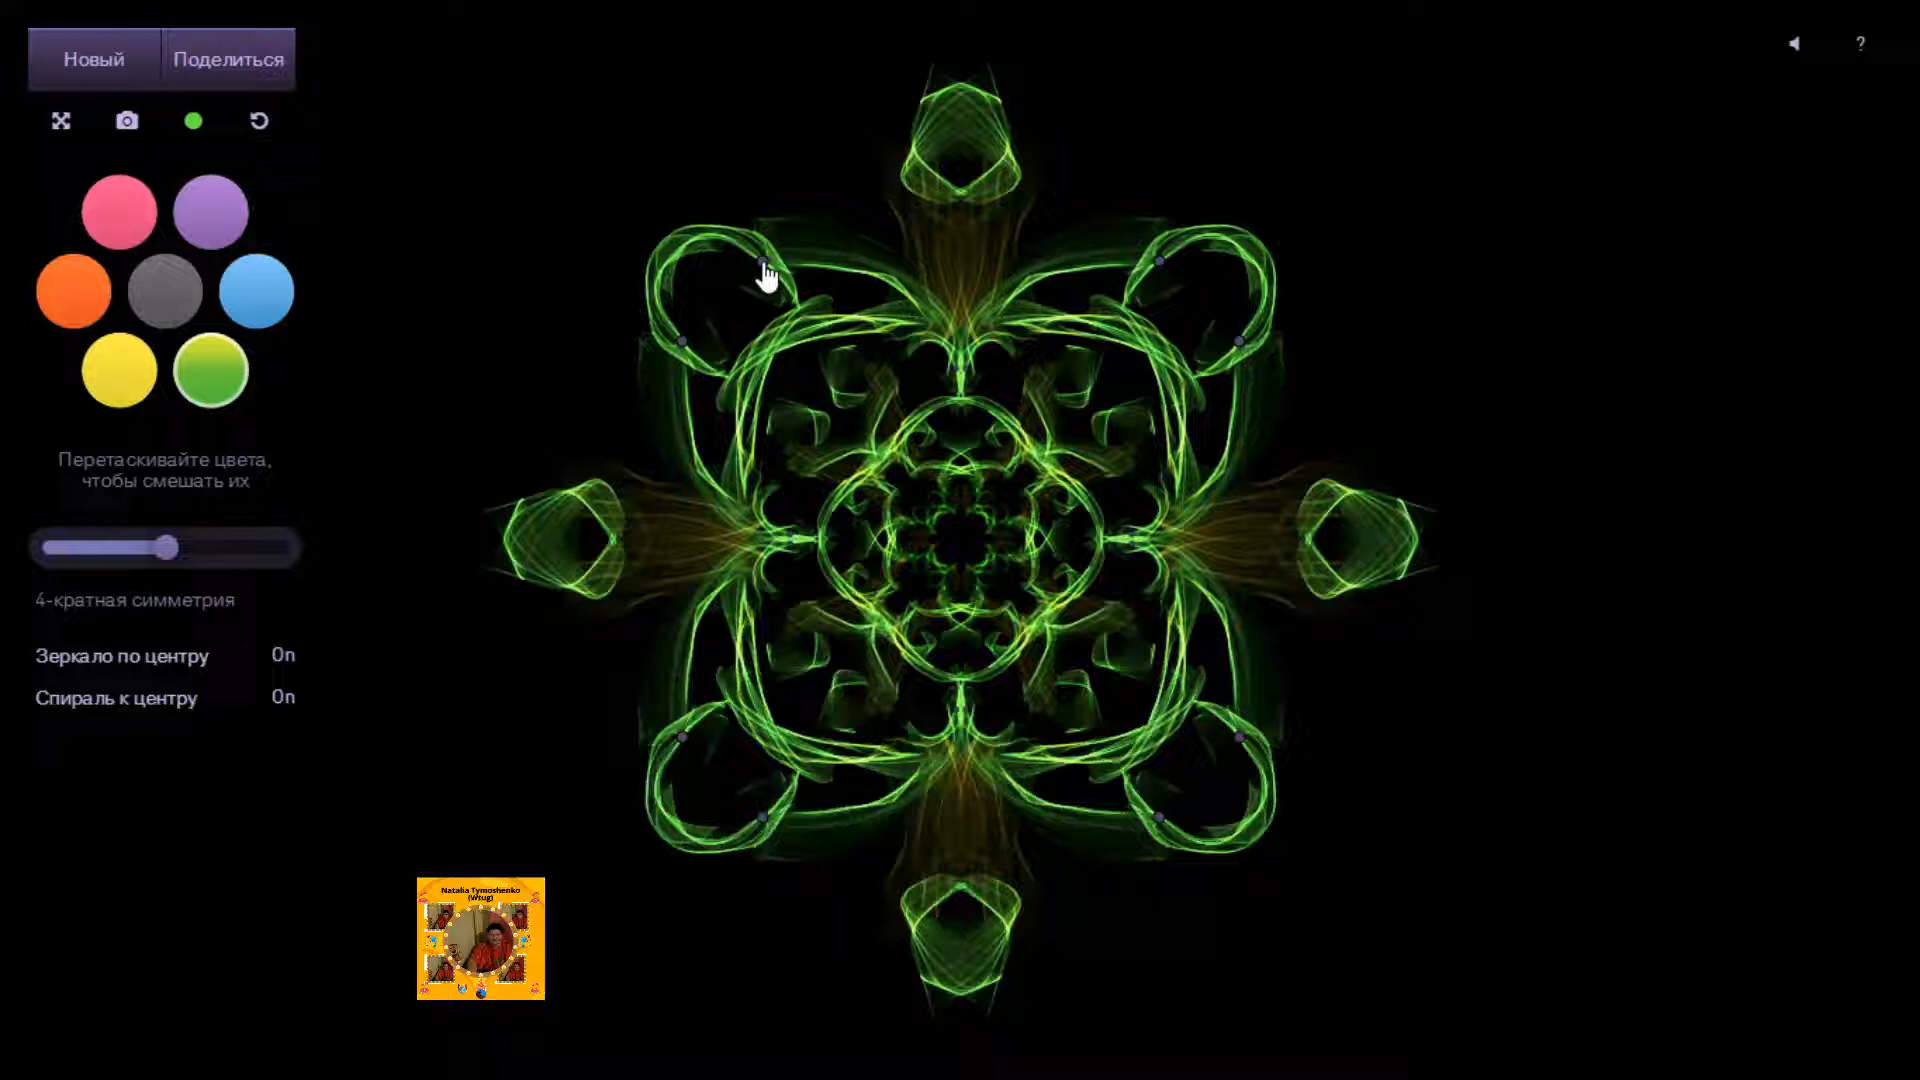 Новый
Поделиться
?
Перетаскивайте цвета,
чтобы смешать их
4-кратная симметрия
Зеркало по центру On
Спираль к центру On
Natalia Tymoshenko
(Wtug)